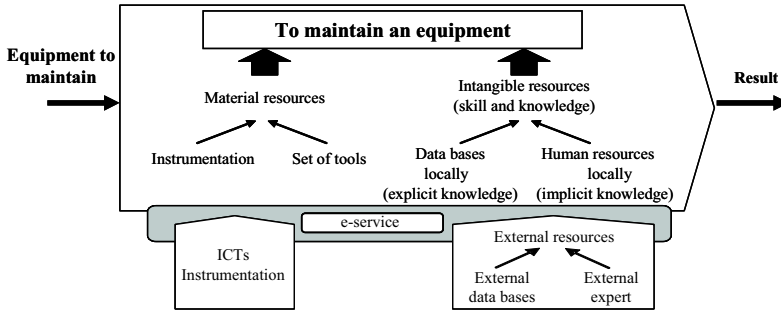 To maintain an equipment
Equipment to
maintain
Result
Material resources
Intangible resources
(skill and knowledge)
Instrumentation
Set of tools
Data bases
locally
(explicit knowledge)
Human resources
locally
(implicit knowledge)
e-service
ICTs
Instrumentation
External resources
External
data bases
External
expert